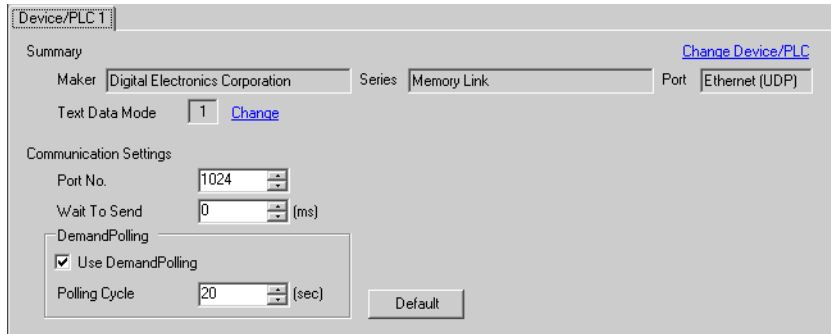 Device/PLC 1
Summary Change Device/PLC
Maker Digital Electronics Corporation Series Memory Link Port Ethernet (UDP)
Text Data Mode 1 Change
Communication Settings
Port No. 1024
Wait To Send 0 (ms)
DemandPolling
Use DemandPolling
Polling Cycle 20 (sec) Default